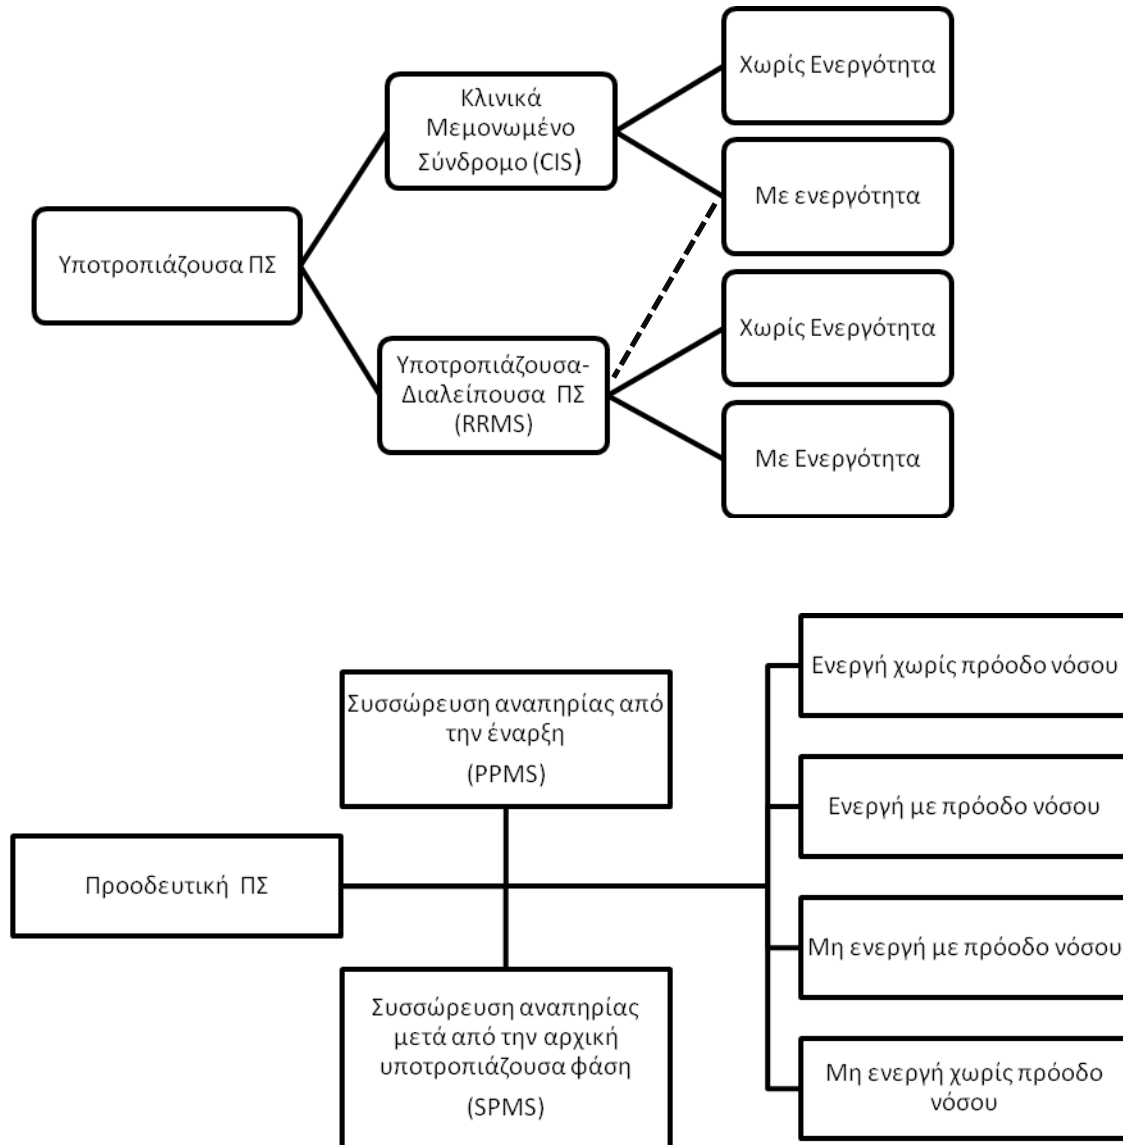 Χωρίς Ενεργότητα
Κλινικά
Μεμονωμένο
Σύνδρομο (CIS)
Με ενεργότητα
Υποτροπιάζουσα ΠΣ
Χωρίς Ενεργότητα
Υποτροπιάζουσα-
Διαλείπουσα ΠΣ
(RRMS)
Με Ενεργότητα
Ενεργή χωρίς πρόοδο νόσου
Συσσώρευση αναπηρίας από
την έναρξη
(PPMS)
Ενεργή με πρόοδο νόσου
Προοδευτική ΠΣ
Μη ενεργή με πρόοδο νόσου
Συσσώρευση αναπηρίας
μετά από την αρχική
υποτροπιάζουσα φάση
(SPMS)
Μη ενεργή χωρίς πρόοδο
νόσου